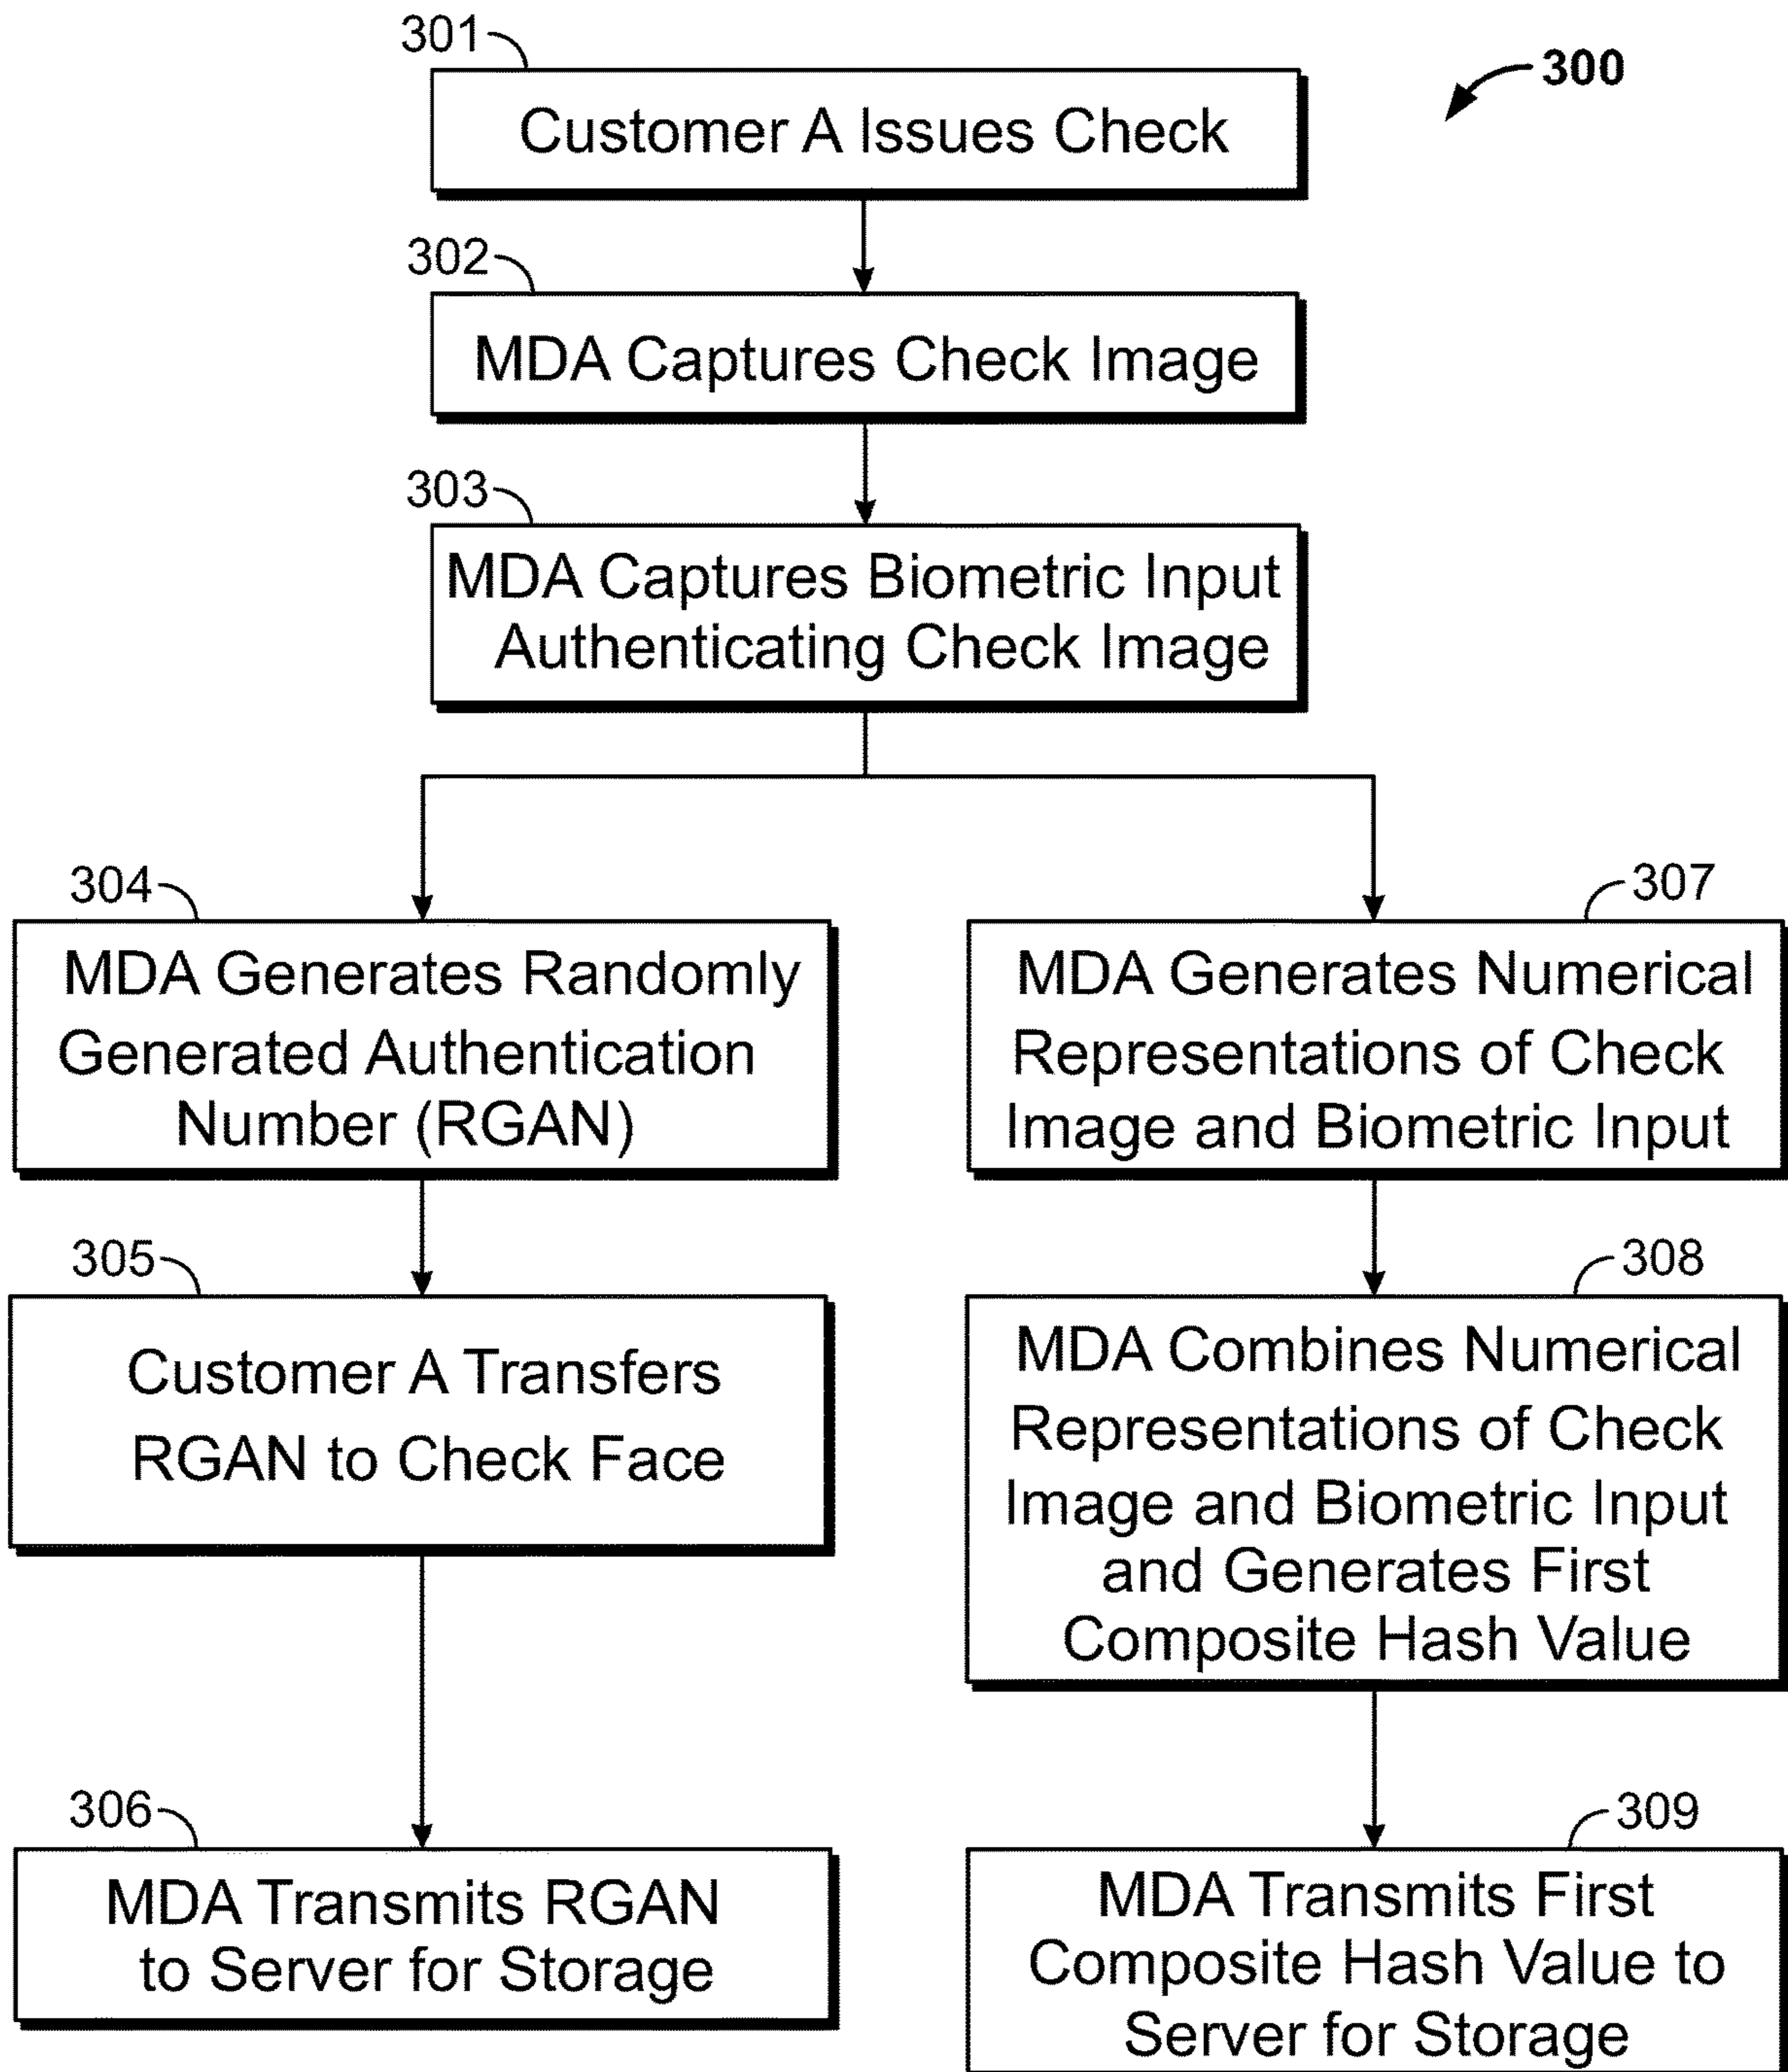 301
300
Customer A Issues Check
302
MDA Captures Check Image
303
MDA Captures Biometric Input
Authenticating Check Image
304
MDA Generates Randomly
Generated Authentication
Number (RGAN)
305
Customer A Transfers
RGAN to Check Face
306
MDA Transmits RGAN
to Server for Storage
307
MDA Generates Numerical
Representations of Check
Image and Biometric Input
308
MDA Combines Numerical
Representations of Check
Image and Biometric Input
and Generates First
Composite Hash Value
309
MDA Transmits First
Composite Hash Value to
Server for Storage